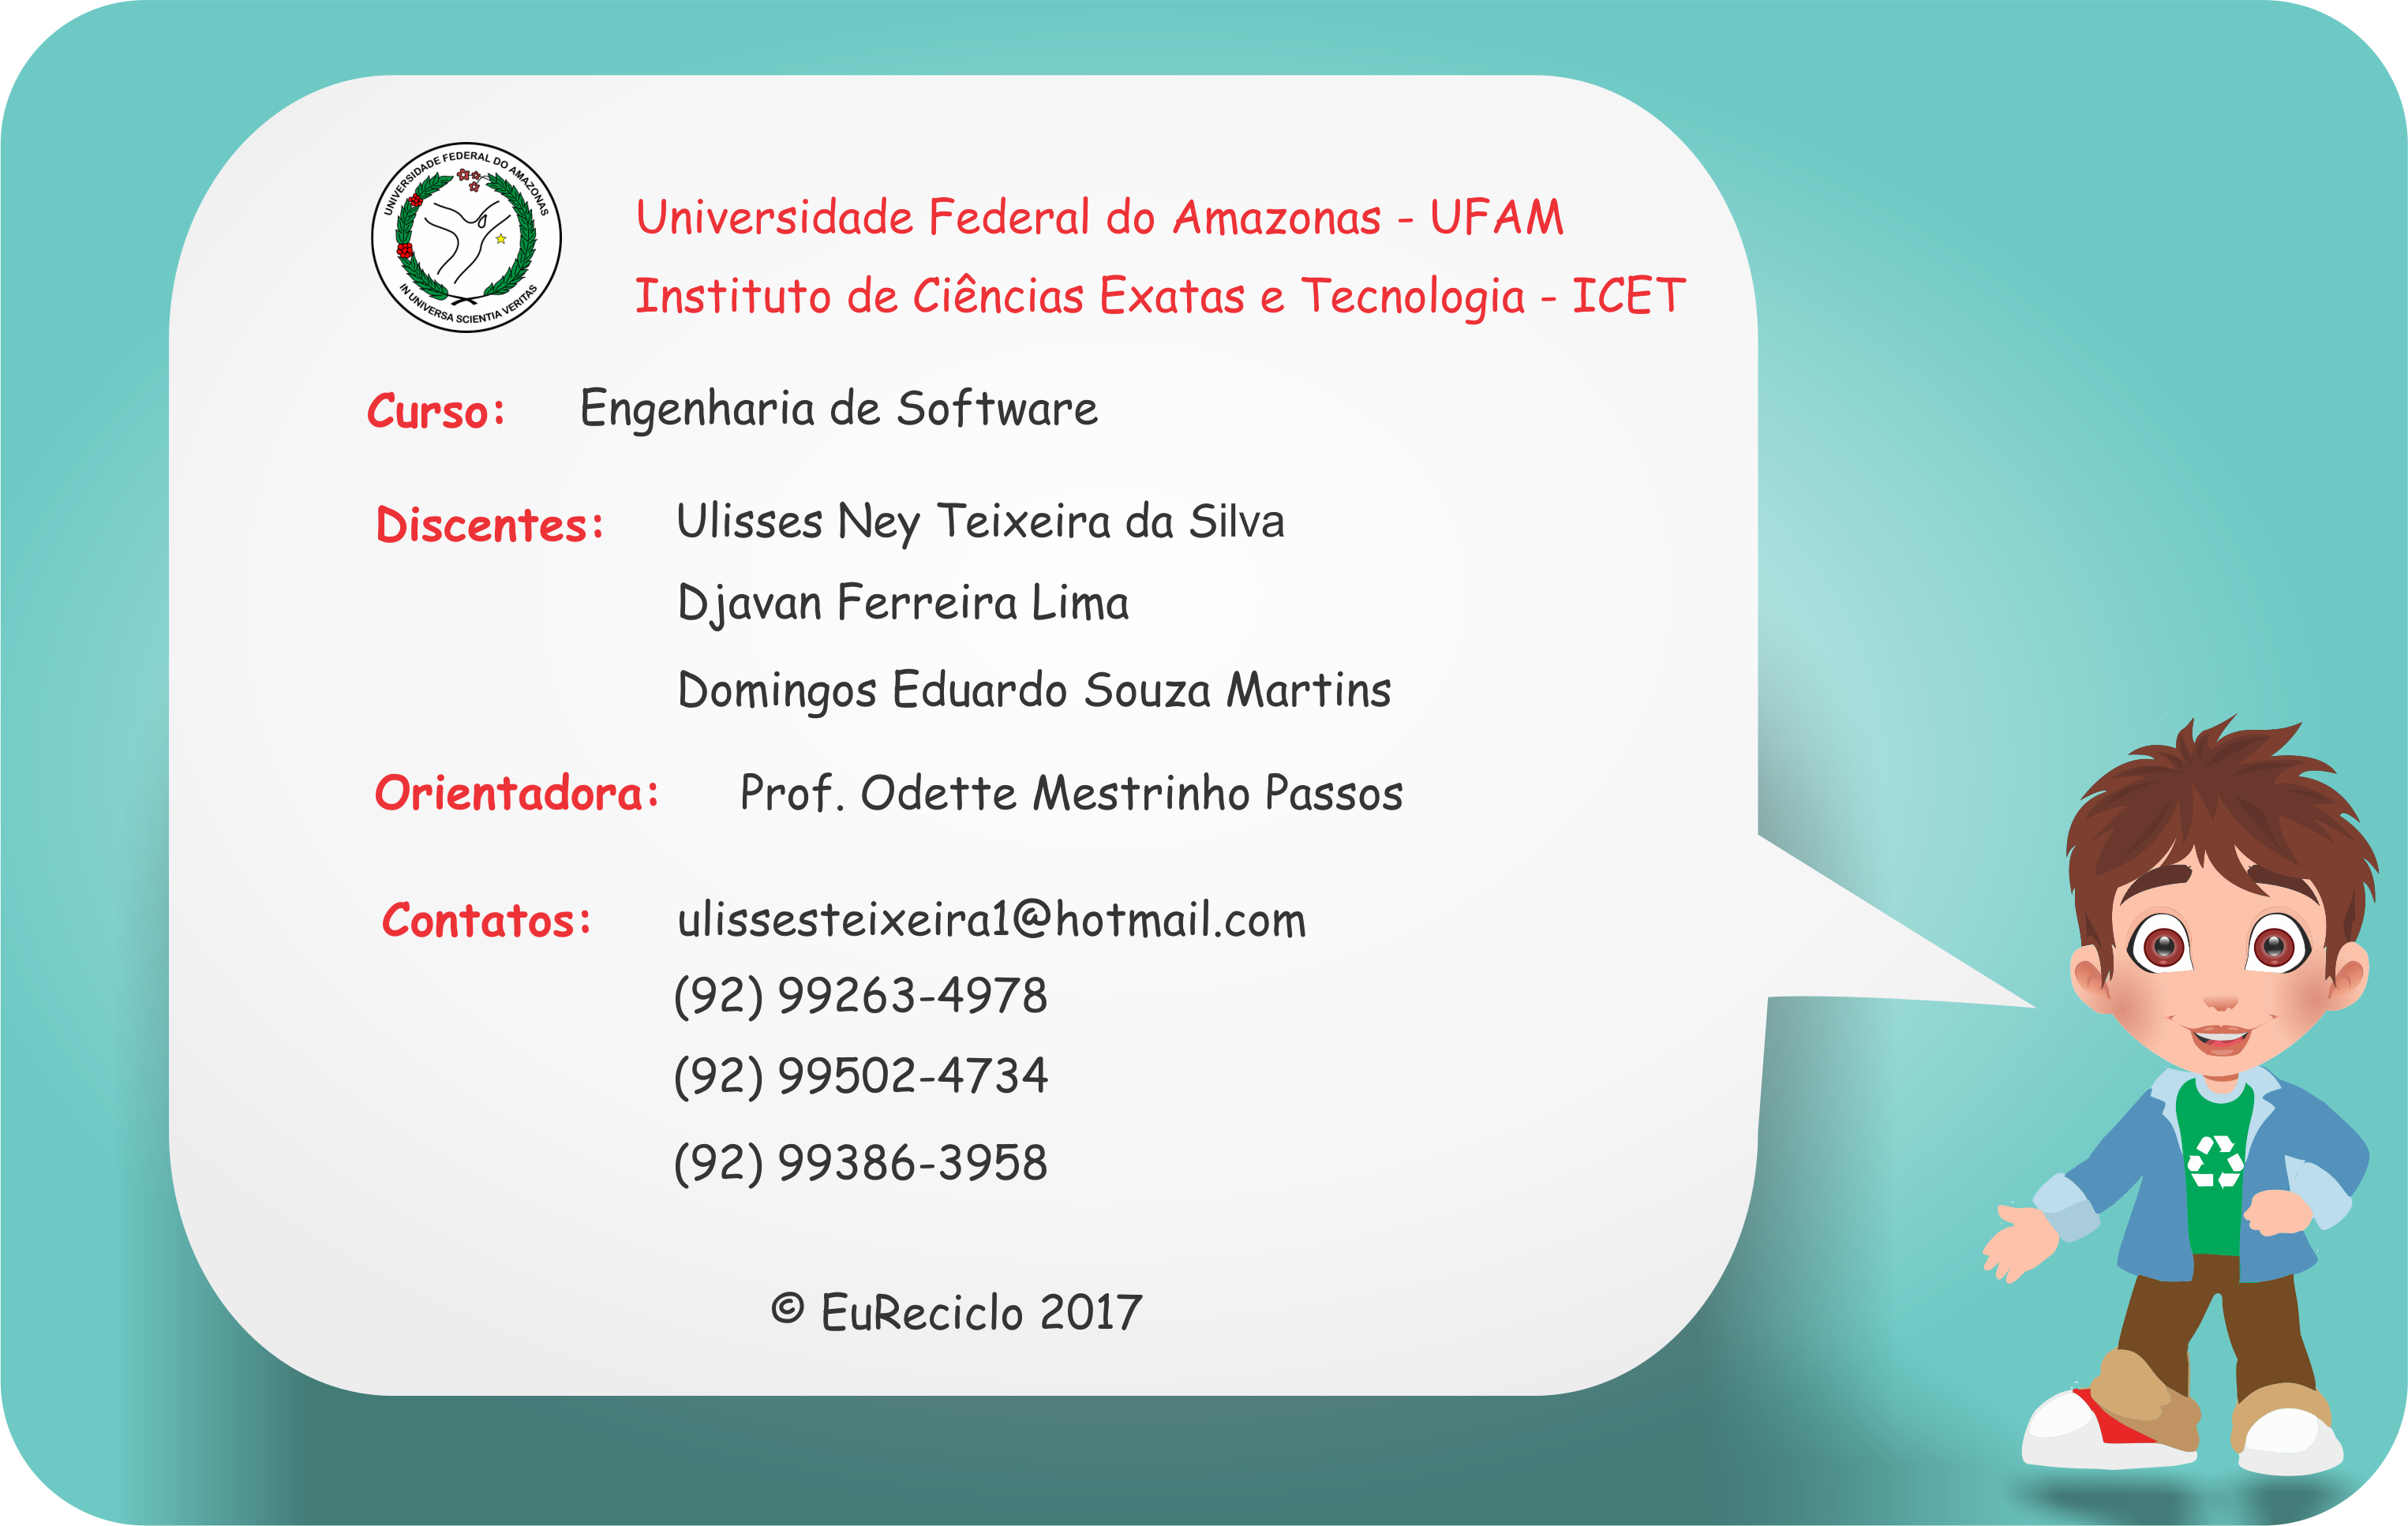 UNIVERSIDADE FEDERAL DO AMAZONAS
IN UNIVERSA SCIENTIA VERITAS
Universidade Federal do Amazonas - UFAM
Instituto de Ciências Exatas e Tecnologia - ICET
Curso: Engenharia de Software
Discentes: Ulisses Ney Teixeira da Silva
Djavan Ferreira Lima
Domingos Eduardo Souza Martins
Orientadora: Prof. Odette Mestrinho Passos
Contatos: ulissesteixeira1@hotmail.com
(92) 99263-4978
(92) 99502-4734
(92) 99386-3958
© EuReciclo 2017